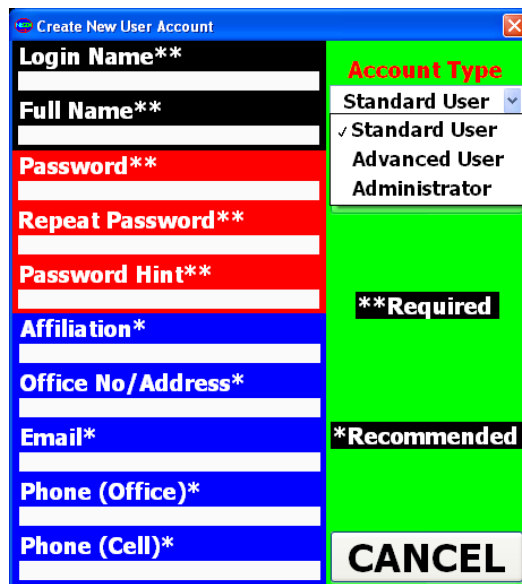 Create New User Account
Login Name**
Full Name**
Password**
Repeat Password**
Password Hint**
Affiliation*
Office No/Address*
Email*
Phone (Office)*
Phone (Cell)*
Account Type
Standard User
✓ Standard User
Advanced User
Administrator
**Required
*Recommended
CANCEL